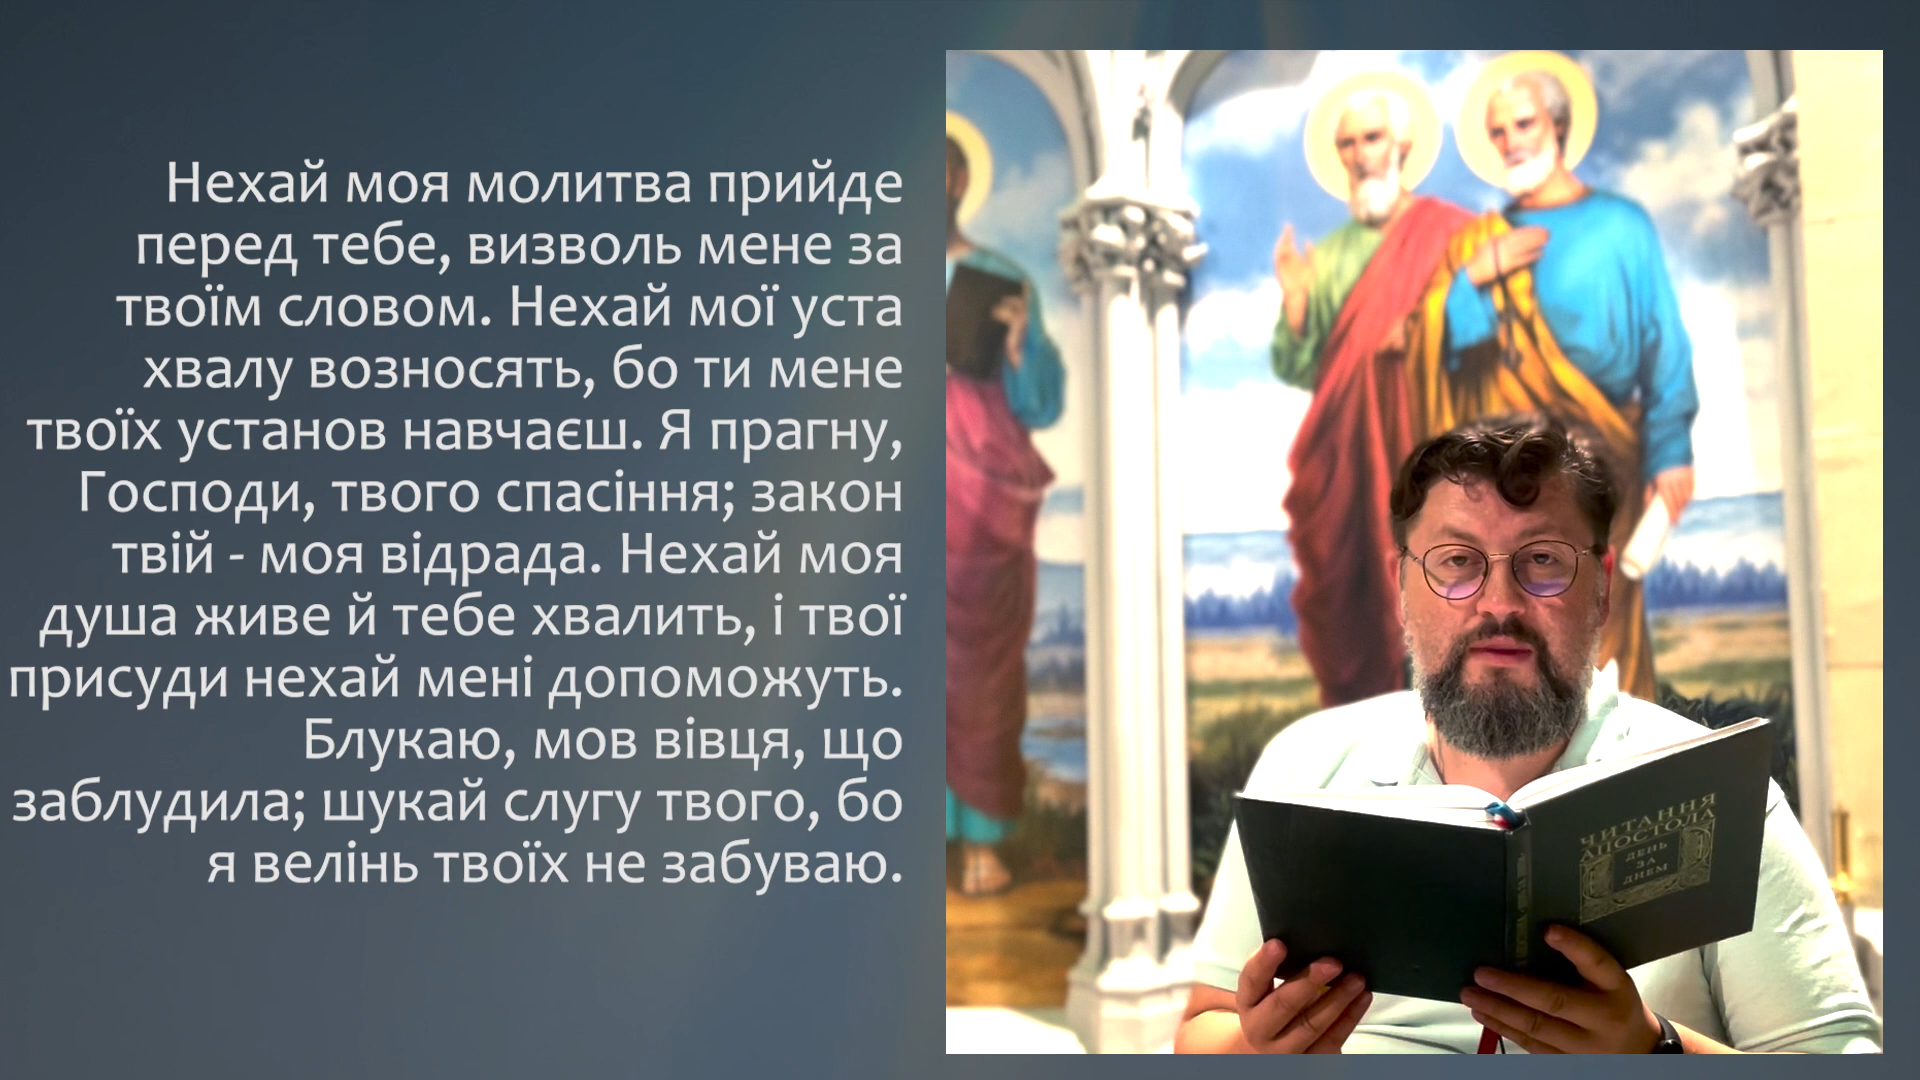 Нехай моя молитва прийде
перед тебе, визволь мене за
твоїм словом. Нехай мої уста
хвалу возносять, бо ти мене
твоїх установ навчаєш. Я прагну,
Господи, твого спасіння; закон
твій - моя відрада. Нехай моя
душа живе й тебе хвалить, і твої
присуди нехай мені допоможуть.
Блукаю, мов вівця, що
заблудила; шукай слугу твого, бо
я велінь твоїх не забуваю.
ЧИТАННЯ
АПОСТОЛА
ДЕНЬ
ЗА
ДНЕМ